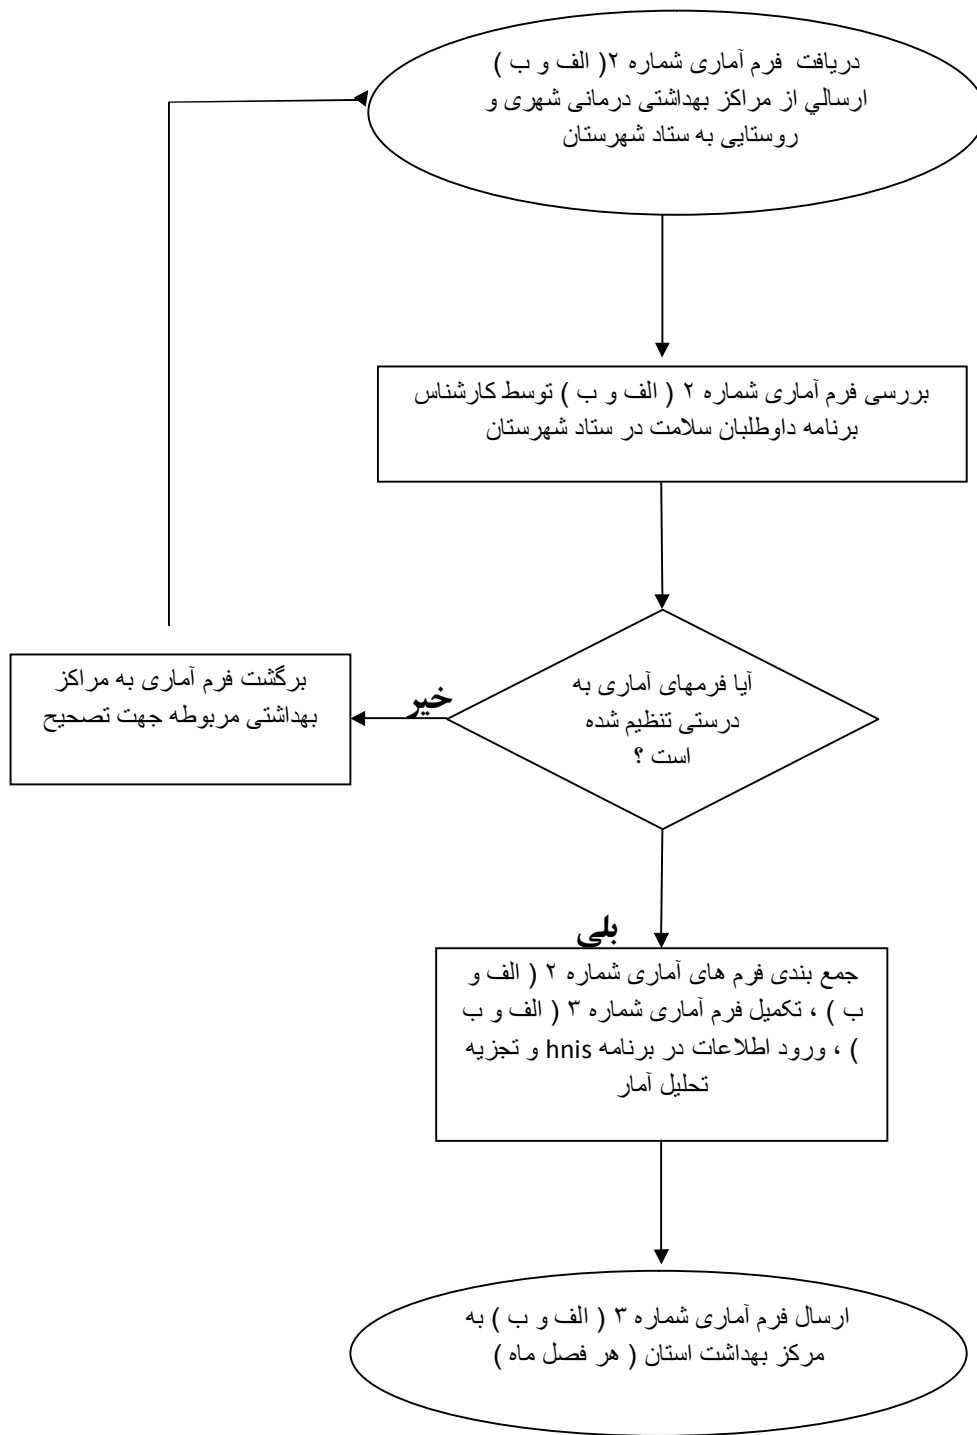 دریافت فرم آماری شماره ۲( الف و ب )
ارسالي از مراکز بهداشتی درمانی شهری و
روستایی به ستاد شهرستان
بررسی فرم آماری شماره ۲ ( الف و ب ) توسط کارشناس
برنامه داوطلبان سلامت در ستاد شهرستان
آیا فرمهای آماری به
درستی تنظیم شده
است ؟
خیر
برگشت فرم آماری به مراکز
بهداشتی مربوطه جهت تصحیح
بلی
جمع بندی فرم های آماری شماره ۲ ( الف و
ب ) ، تکمیل فرم آماری شماره ۳ ( الف و ب
) ، ورود اطلاعات در برنامه hnis و تجزیه
تحلیل آمار
ارسال فرم آماری شماره ۳ ( الف و ب ) به
مرکز بهداشت استان ( هر فصل ماه )